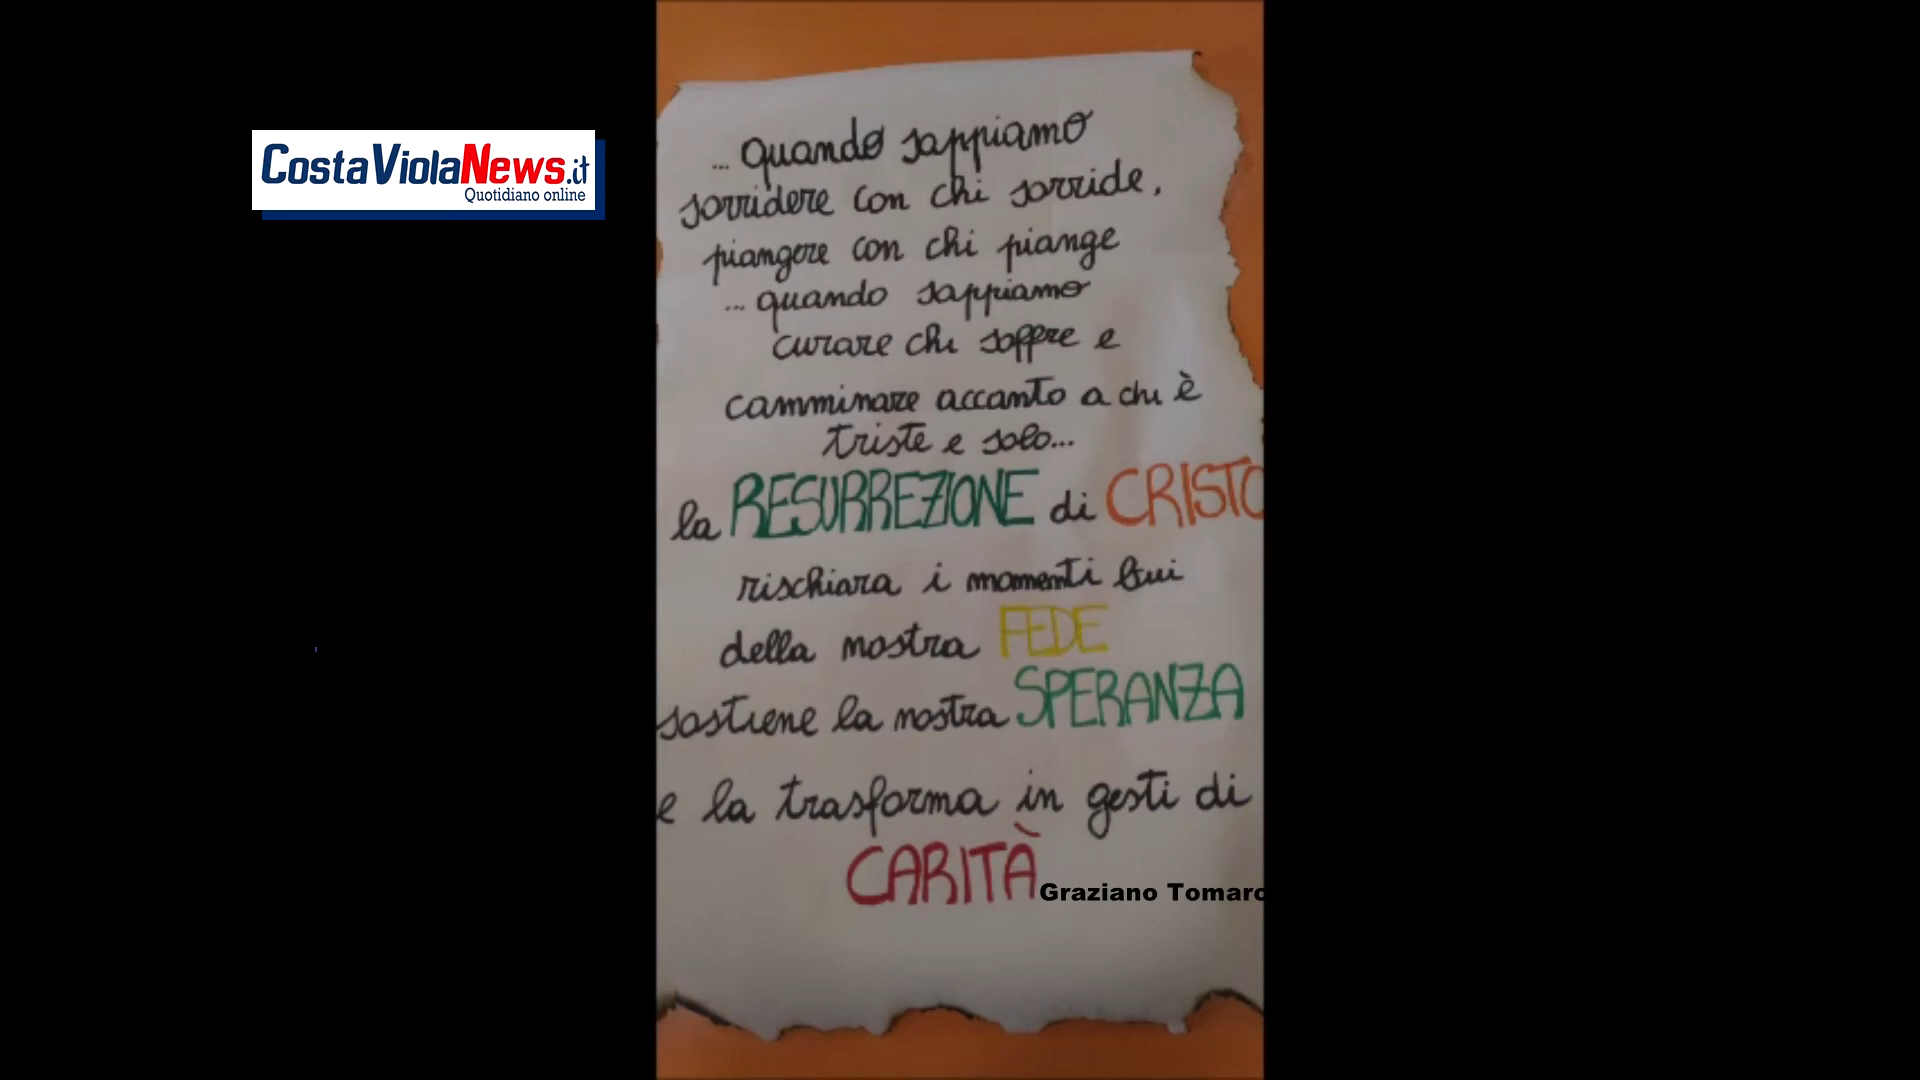 CostaViolaNews.it
Quotidiano online
... quando sappiamo
sorridere con chi sorride,
piangere con chi piange
... quando sappiamo
curare chi soffre e
camminare accanto a chi è
triste e solo...
la RESURREZIONE di CRISTO
rischiara i momenti bui
della nostra FEDE
sostiene la nostra SPERANZA
e la trasforma in gesti di
CARITÀ
Graziano Tomaro